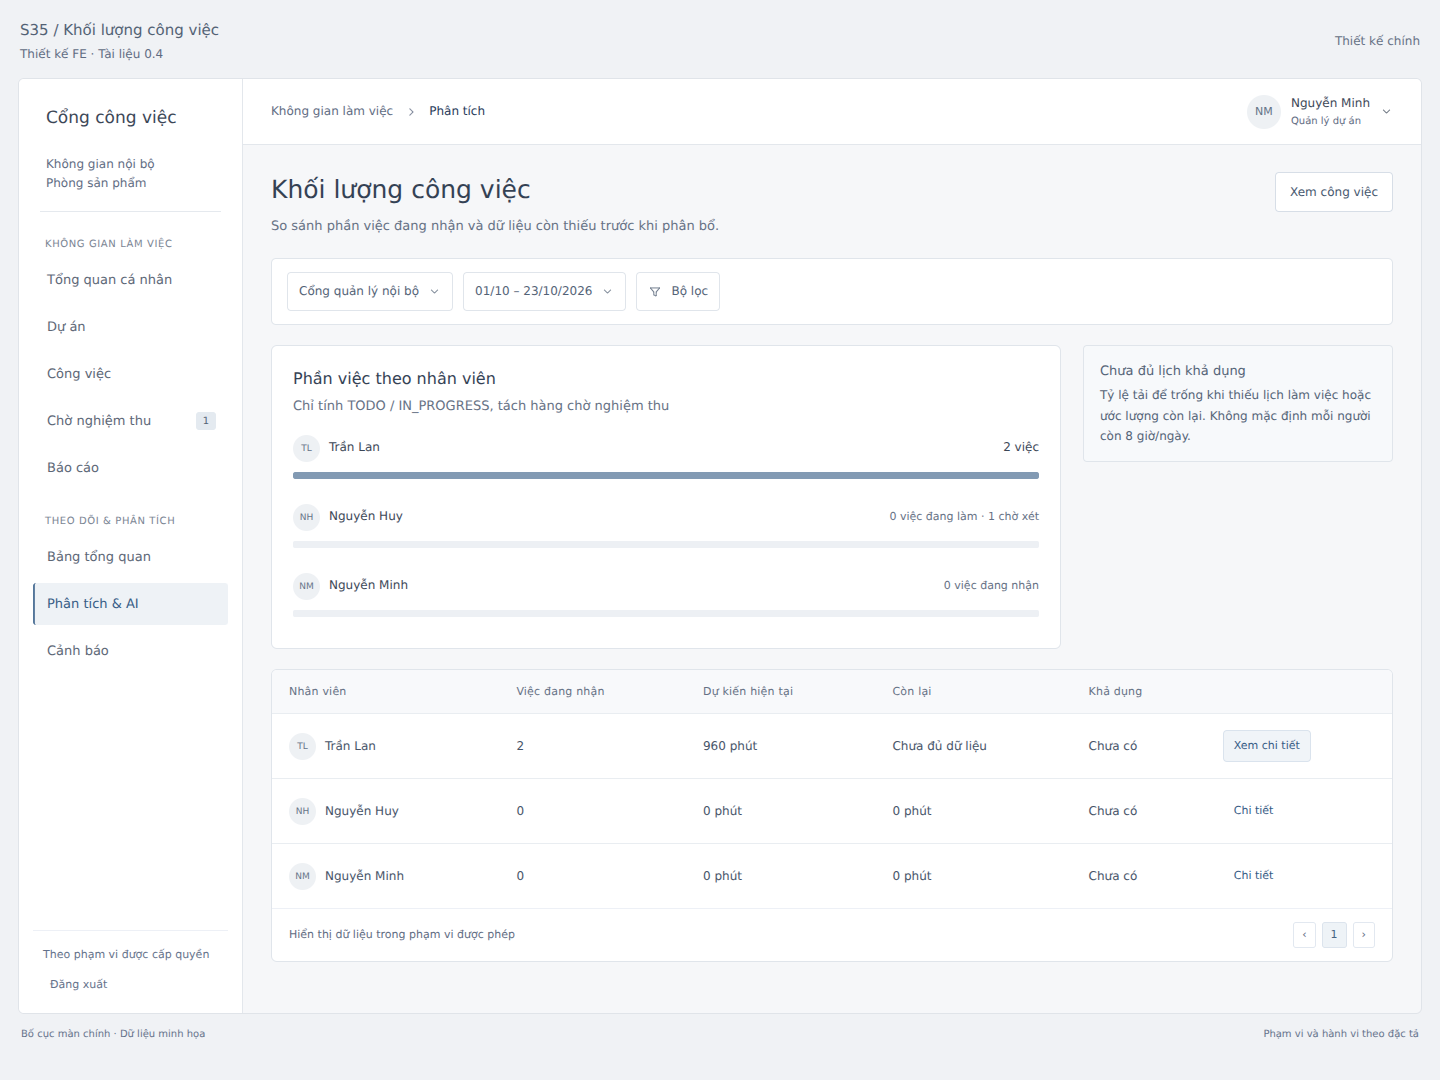 S35 / Khối lượng công việc
Thiết kế FE · Tài liệu 0.4
Thiết kế chính
Cổng công việc
Không gian nội bộ
Phòng sản phẩm
KHÔNG GIAN LÀM VIỆC
Tổng quan cá nhân
Dự án
Công việc
Chờ nghiệm thu 1
Báo cáo
THEO DÕI & PHÂN TÍCH
Bảng tổng quan
Phân tích & AI
Cảnh báo
Theo phạm vi được cấp quyền
Đăng xuất
Không gian làm việc > Phân tích
NM Nguyễn Minh
Quản lý dự án
Khối lượng công việc
So sánh phần việc đang nhận và dữ liệu còn thiếu trước khi phân bổ.
Xem công việc
Cổng quản lý nội bộ
01/10 – 23/10/2026
Bộ lọc
Phần việc theo nhân viên
Chỉ tính TODO / IN_PROGRESS, tách hàng chờ nghiệm thu
TL Trần Lan 2 việc
NH Nguyễn Huy 0 việc đang làm · 1 chờ xét
NM Nguyễn Minh 0 việc đang nhận
Chưa đủ lịch khả dụng
Tỷ lệ tải để trống khi thiếu lịch làm việc hoặc
ước lượng còn lại. Không mặc định mỗi người
còn 8 giờ/ngày.
Nhân viên Việc đang nhận Dự kiến hiện tại Còn lại Khả dụng
TL Trần Lan 2 960 phút Chưa đủ dữ liệu Chưa có Xem chi tiết
NH Nguyễn Huy 0 0 phút 0 phút Chưa có Chi tiết
NM Nguyễn Minh 0 0 phút 0 phút Chưa có Chi tiết
Hiển thị dữ liệu trong phạm vi được phép
‹ 1 ›
Bố cục màn chính · Dữ liệu minh họa
Phạm vi và hành vi theo đặc tả